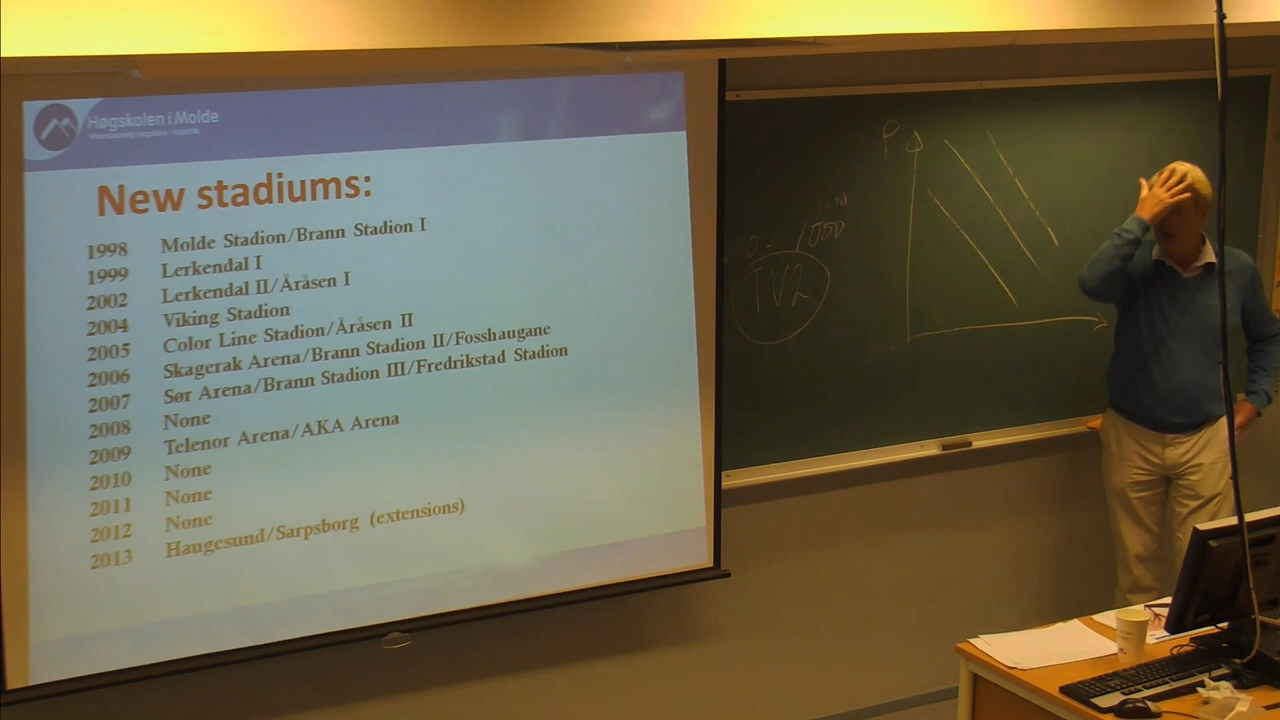 Høgskolen i Molde
Vitenskapelig høgskole i logistikk
New stadiums:
1998 Molde Stadion/Brann Stadion I
1999 Lerkendal I
2002 Lerkendal II/Åråsen I
2004 Viking Stadion
2005 Color Line Stadion/Åråsen II
2006 Skagerak Arena/Brann Stadion II/Fosshaugane
2007 Sør Arena/Brann Stadion III/Fredrikstad Stadion
2008 None
2009 Telenor Arena/AKA Arena
2010 None
2011 None
2012 None
2013 Haugesund/Sarpsborg (extensions)
TV2
P